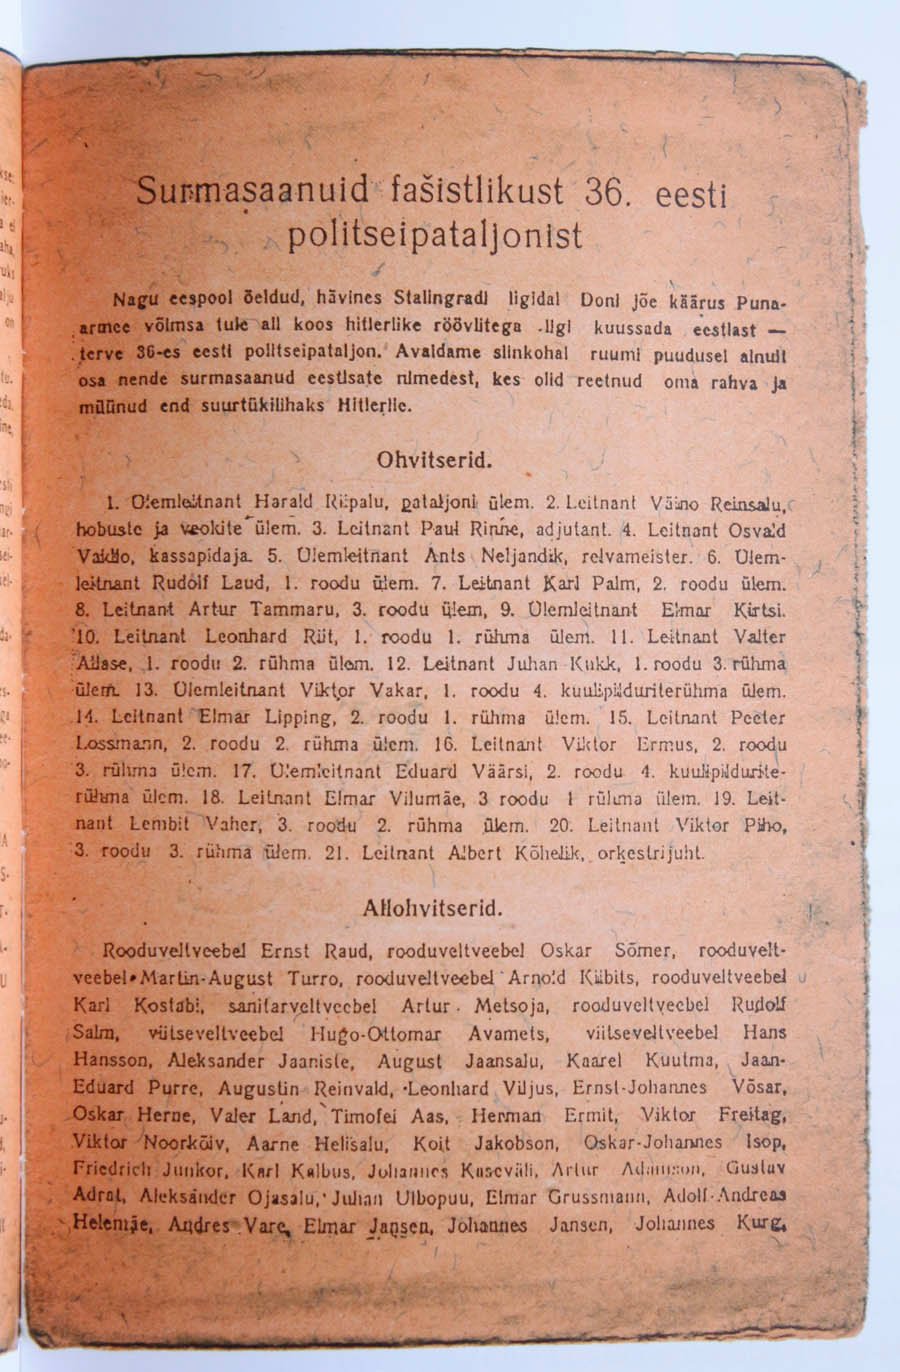 Surmasaanuid fašistlikust 36. eesti
politseipataljonist
Nagu eespool öeldud, hävines Stalingradi ligidal Doni jõe käärus Puna-
armee võimsa tule all koos hitlerlike röövlitega ligi kuussada eestlast —
terve 36-es eesti politseipataljon. Avaldame siinkohal ruumi puudusel ainult
osa nende surmasaanud eestlsate nimedest, kes olid reetnud oma rahva ja
müünud end suurtükilihaks Hitlerile.
Ohvitserid.
1. Ülemleitnant Harald Riipalu, pataljoni ülem. 2. Leitnant Väino Reinsalu,
hobuste ja veokite ülem. 3. Leitnant Paul Rinne, adjutant. 4. Leitnant Osvald
kassapidaja. 5. Ülemleitnant Ants Neljandik, relvameister. 6. Ülem-
leitnant Rudolf Laud, 1. roodu ülem. 7. Leitnant Karl Palm, 2. roodu ülem.
8. Leitnant Artur Tammaru, 3. roodu ülem, 9. Ülemleitnant Elmar Kirtsi.
10. Leitnant Leonhard Riit, 1. roodu 1. rühma ülem. 11. Leitnant Valter
Allase, 1. roodu 2. rühma ülem. 12. Leitnant Juhan Kukk, 1. roodu 3. rühma
ülem. 13. Ülemleitnant Viktor Vakar, 1. roodu 4. kuulipilduriterühma ülem.
14. Leitnant Elmar Lipping, 2. roodu 1. rühma ülem. 15. Leitnant Peeter
Lossmann, 2. roodu 2. rühma ülem. 16. Leitnant Viktor Ermus, 2. roodu
3. rühma ülem. 17. Ülemleitnant Eduard Väärsi, 2. roodu 4. kuulipildurite-
rühma ülem. 18. Leitnant Elmar Vilumäe, 3 roodu 1 rühma ülem. 19. Leit-
nant Lembit Vaher, 3. roodu 2. rühma ülem. 20. Leitnant Viktor Piho,
3. roodu 3. rühma ülem. 21. Leitnant Albert Kõhelik, orkestrijuht.
Allohvitserid.
Rooduveltveebel Ernst Raud, rooduveltveebel Oskar Sõmer, rooduvelt-
veebel Martin-August Turro, rooduveltveebel Arnold Kübits, rooduveltveebel
Karl Kostabi, sanitarveltveebel Artur Metsoja, rooduveltveebel Rudolf
Salm, viitseveltveebel Hugo-Ottomar Avamets, viitseveltveebel Hans
Hansson, Aleksander Jaaniste, August Jaansalu, Kaarel Kuutma, Jaan-
Eduard Purre, Augustin Reinvald, Leonhard Viljus, Ernst-Johannes Võsar,
Oskar Herne, Valer Land, Timofei Aas, Herman Ermit, Viktor Freitag,
Viktor Noorkõiv, Aarne Helisalu, Koit Jakobson, Oskar-Johannes Isop,
Friedrich Junkor, Karl Kalbus, Johannes Kaseväli, Artur Adamson, Gustav
Adrat, Aleksander Ojasalu, Juhan Ulbopuu, Elmar Grussmann, Adolf-Andreas
Helemäe, Andres Vare, Elmar Jansen, Johannes Jansen, Johannes Kurg,